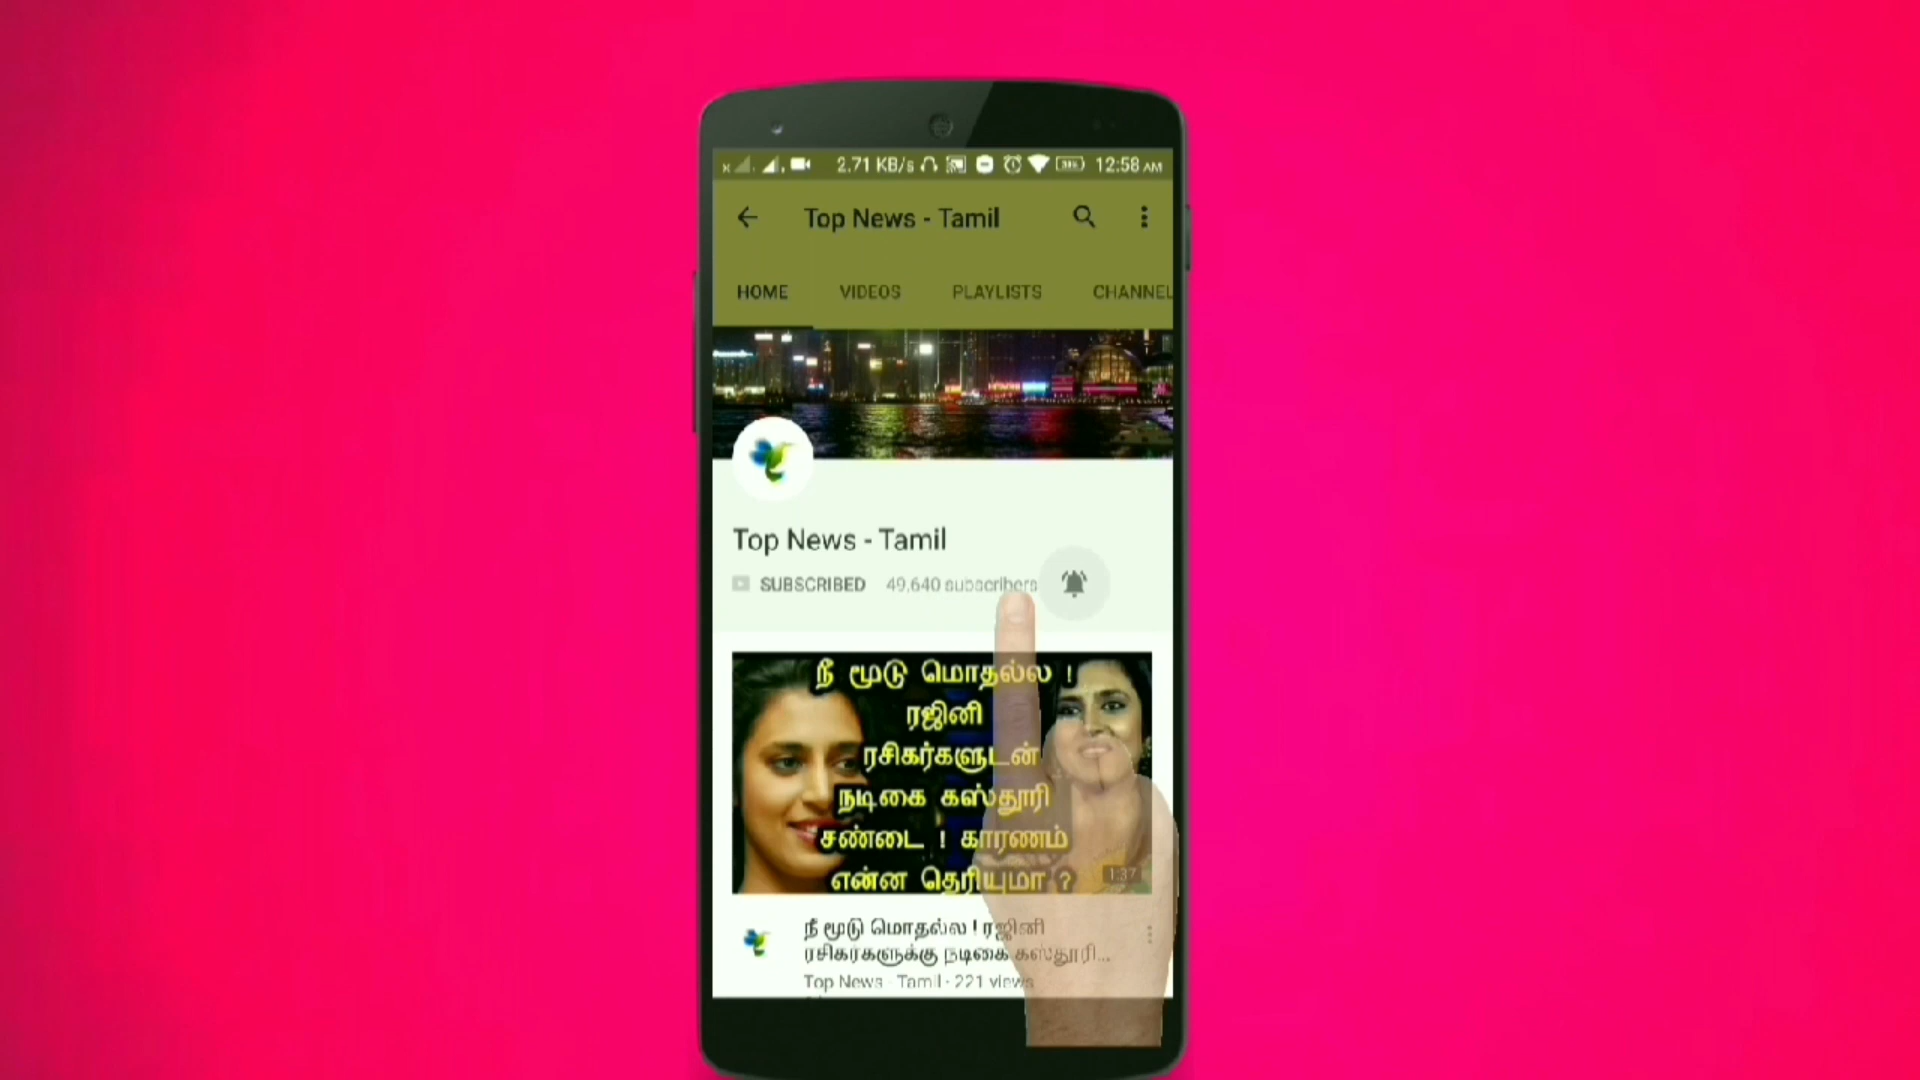 2.71 KB/s 12:58 AM
Top News - Tamil
HOME VIDEOS PLAYLISTS CHANNEL
Top News - Tamil
SUBSCRIBED 49,640 subscribers
நீ மூடு மொதல்ல !
ரஜினி
ரசிகர்களுடன்
நடிகை கஸ்தூரி
சண்டை ! காரணம்
என்ன தெரியுமா ?
1:37
நீ மூடு மொதல்ல ! ரஜினி
ரசிகர்களுக்கு நடிகை கஸ்தூரி...
Top News - Tamil · 221 views